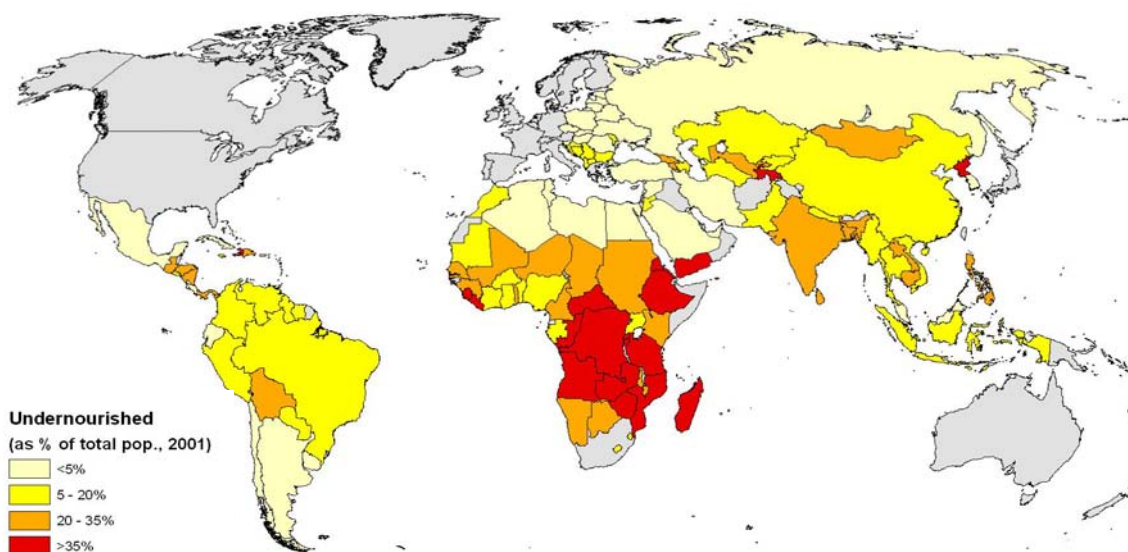 Undernourished
(as % of total pop., 2001)
<5%
5 - 20%
20 - 35%
>35%